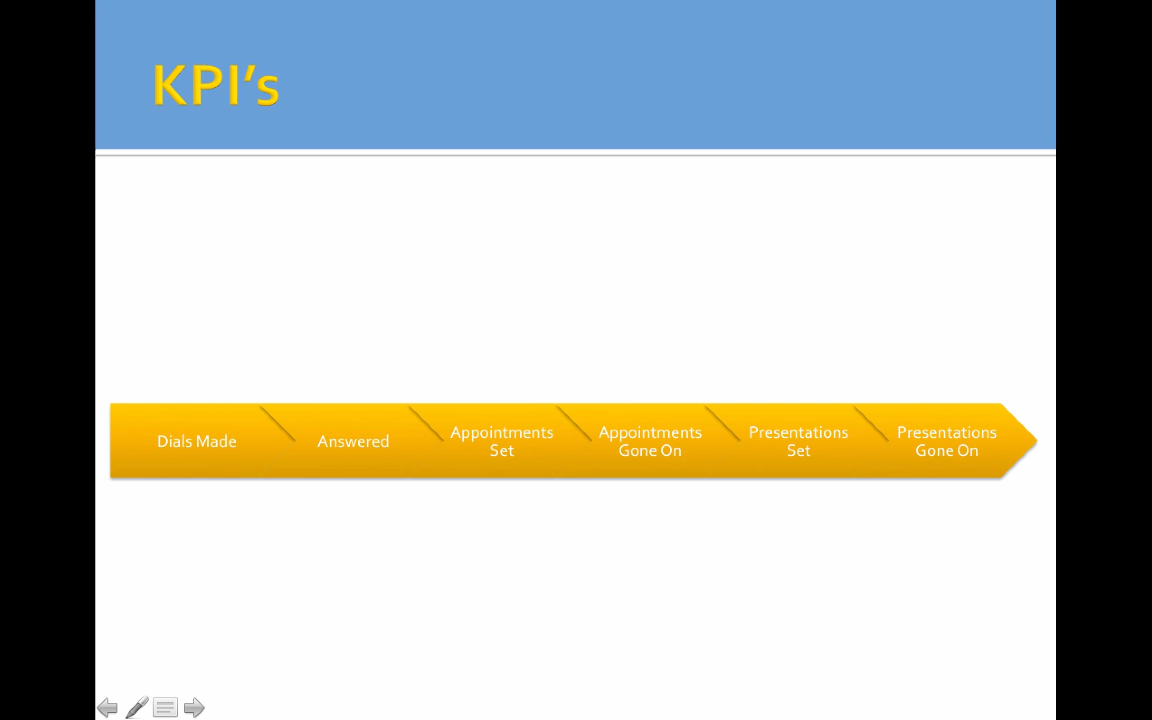 KPI’s
Dials Made
Answered
Appointments
Set
Appointments
Gone On
Presentations
Set
Presentations
Gone On